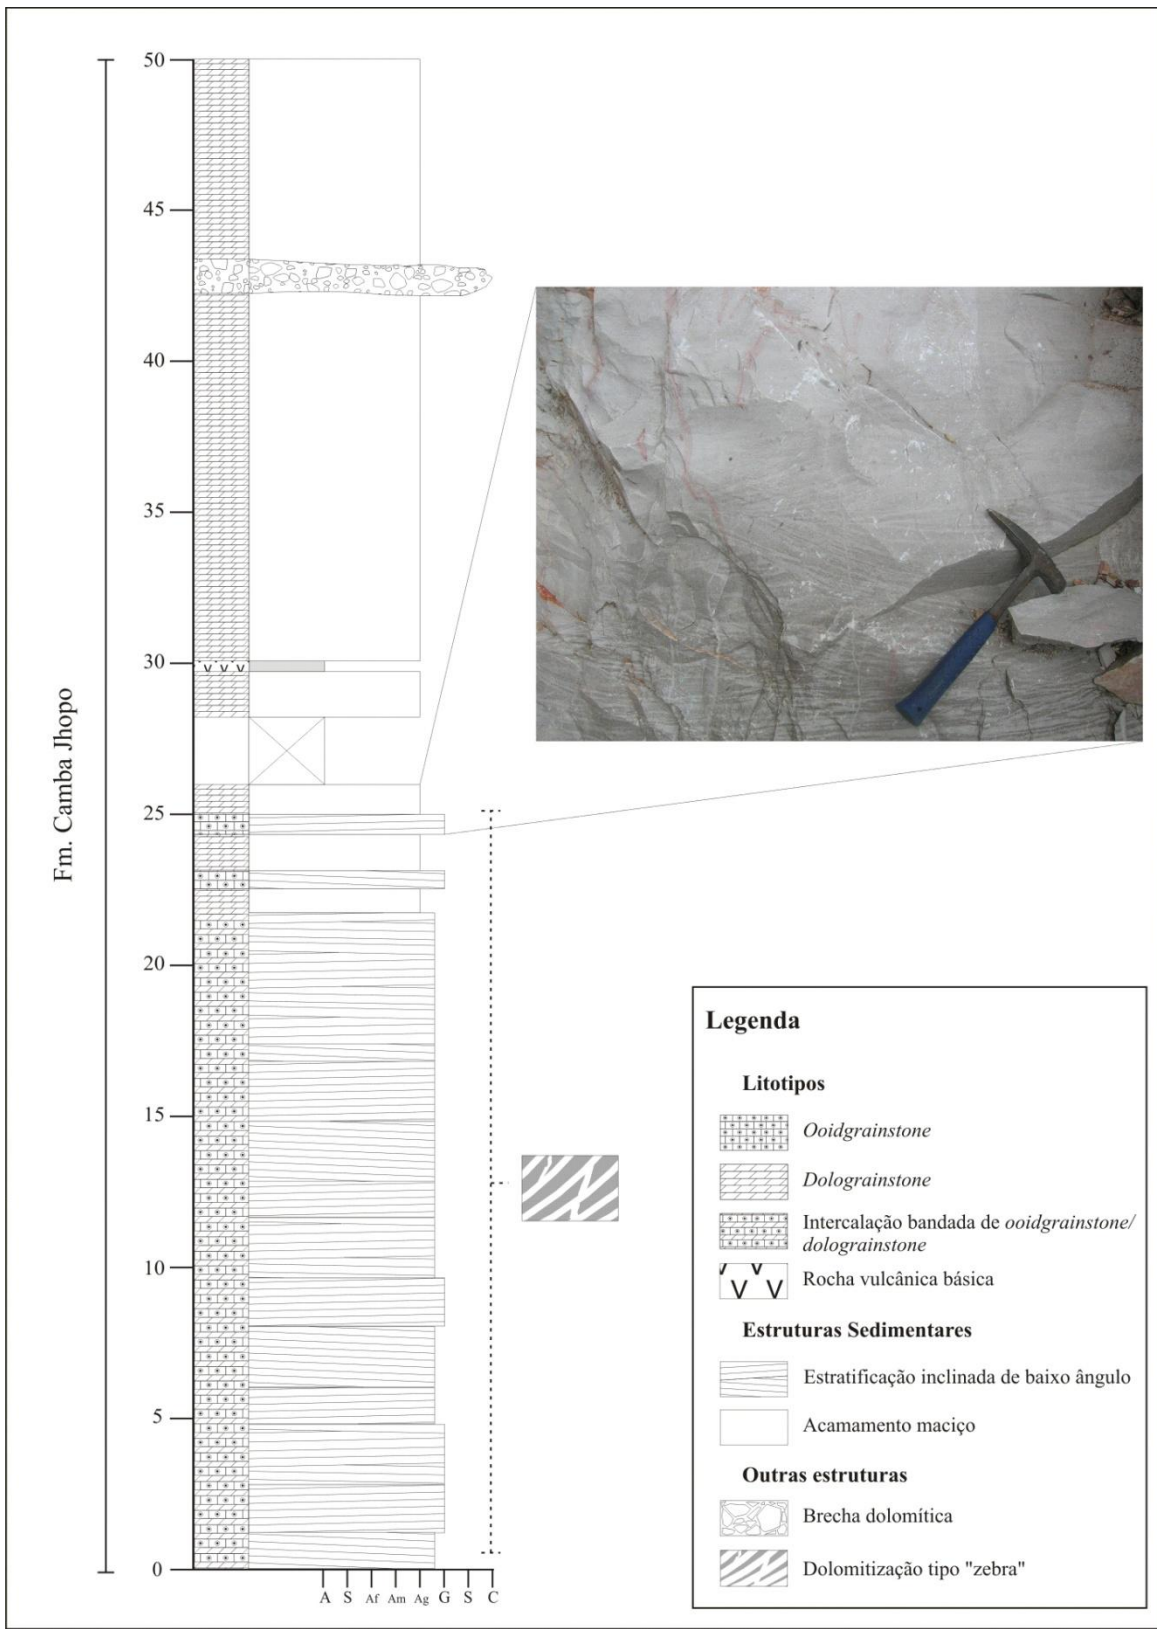 50
45
40
35
30
25
20
15
10
5
0
Fm. Camba Jhopo
A S Af Am Ag G S C
Legenda
Litotipos
Ooidgrainstone
Dolograinstone
Intercalação bandada de ooidgrainstone/
dolograinstone
Rocha vulcânica básica
Estruturas Sedimentares
Estratificação inclinada de baixo ângulo
Acamamento maciço
Outras estruturas
Brecha dolomítica
Dolomitização tipo "zebra"